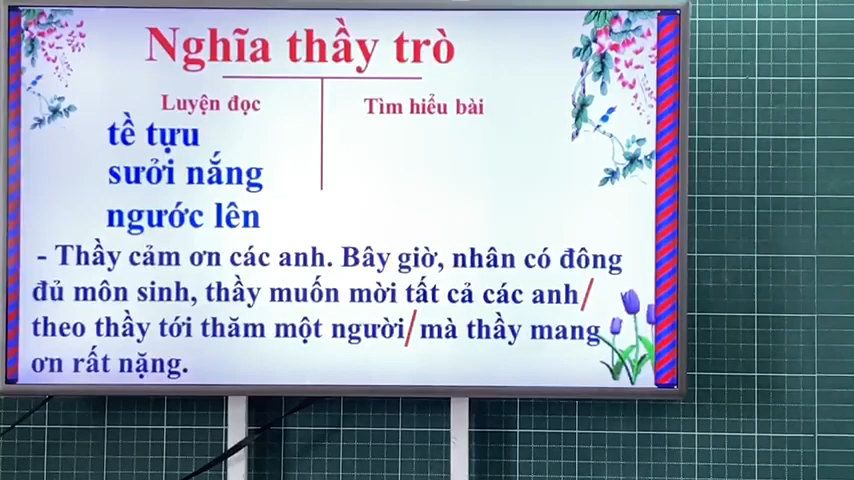 Nghĩa thầy trò
Luyện đọc
Tìm hiểu bài
tề tựu
sưởi nắng
ngước lên
- Thầy cảm ơn các anh. Bây giờ, nhân có đông
đủ môn sinh, thầy muốn mời tất cả các anh/
theo thầy tới thăm một người/ mà thầy mang
ơn rất nặng.